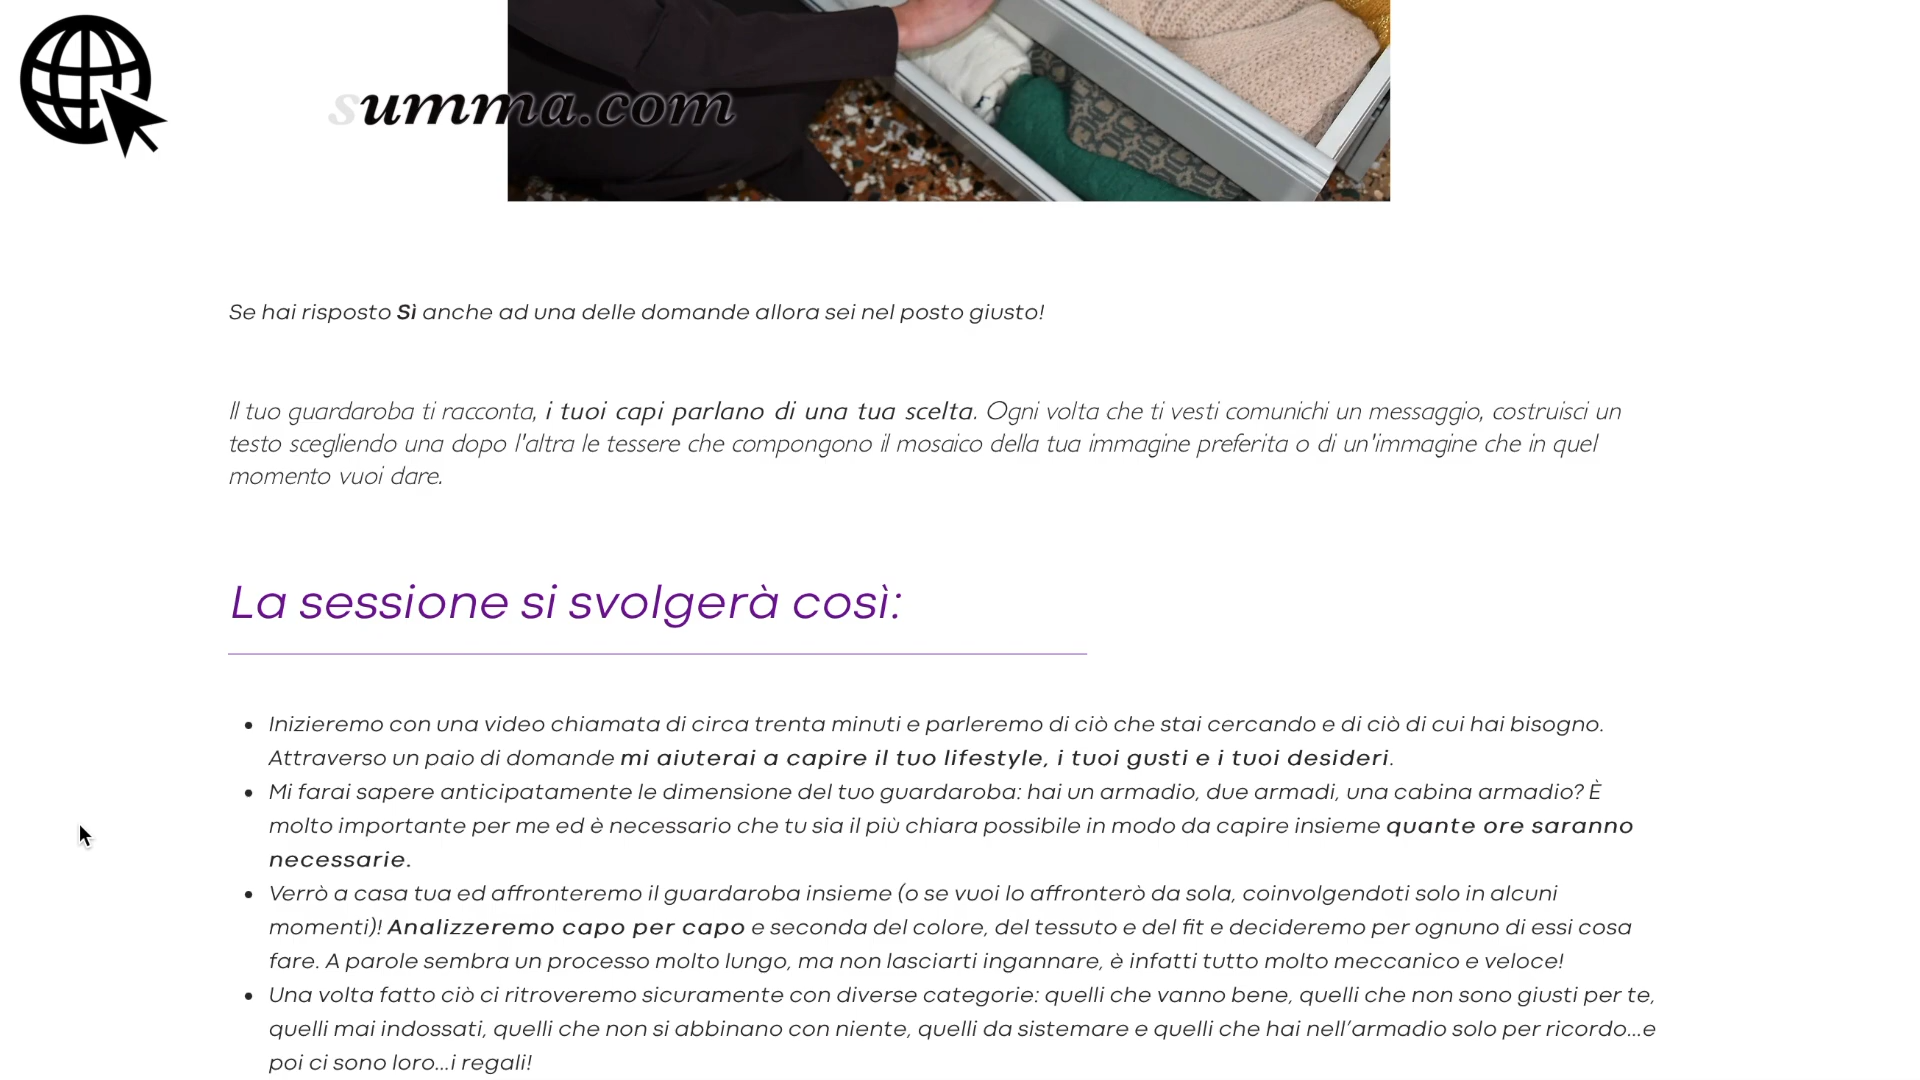 summa.com
Se hai risposto Sì anche ad una delle domande allora sei nel posto giusto!
Il tuo guardaroba ti racconta, i tuoi capi parlano di una tua scelta. Ogni volta che ti vesti comunichi un messaggio, costruisci un
testo scegliendo una dopo l'altra le tessere che compongono il mosaico della tua immagine preferita o di un'immagine che in quel
momento vuoi dare.
La sessione si svolgerà così:
• Inizieremo con una video chiamata di circa trenta minuti e parleremo di ciò che stai cercando e di ciò di cui hai bisogno.
Attraverso un paio di domande mi aiuterai a capire il tuo lifestyle, i tuoi gusti e i tuoi desideri.
• Mi farai sapere anticipatamente le dimensione del tuo guardaroba: hai un armadio, due armadi, una cabina armadio? È
molto importante per me ed è necessario che tu sia il più chiara possibile in modo da capire insieme quante ore saranno
necessarie.
• Verrò a casa tua ed affronteremo il guardaroba insieme (o se vuoi lo affronterò da sola, coinvolgendoti solo in alcuni
momenti)! Analizzeremo capo per capo e seconda del colore, del tessuto e del fit e decideremo per ognuno di essi cosa
fare. A parole sembra un processo molto lungo, ma non lasciarti ingannare, è infatti tutto molto meccanico e veloce!
• Una volta fatto ciò ci ritroveremo sicuramente con diverse categorie: quelli che vanno bene, quelli che non sono giusti per te,
quelli mai indossati, quelli che non si abbinano con niente, quelli da sistemare e quelli che hai nell’armadio solo per ricordo...e
poi ci sono loro...i regali!